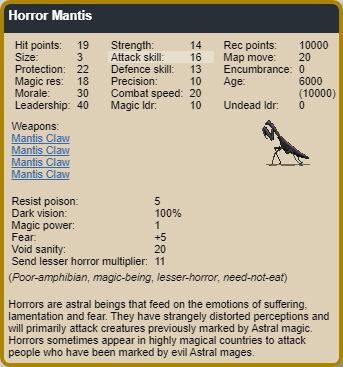 Horror Mantis
Hit points: 19 Strength: 14 Rec points: 10000
Size: 3 Attack skill: 16 Map move: 20
Protection: 22 Defence skill: 13 Encumbrance: 0
Magic res: 18 Precision: 10 Age: 6000
Morale: 30 Combat speed: 20 (10000)
Leadership: 40 Magic ldr: 10 Undead ldr: 0
Weapons:
Mantis Claw
Mantis Claw
Mantis Claw
Mantis Claw
Resist poison: 5
Dark vision: 100%
Magic power: 1
Fear: +5
Void sanity: 20
Send lesser horror multiplier: 11
(Poor-amphibian, magic-being, lesser-horror, need-not-eat)
Horrors are astral beings that feed on the emotions of suffering,
lamentation and fear. They have strangely distorted perceptions and
will primarily attack creatures previously marked by Astral magic.
Horrors sometimes appear in highly magical countries to attack
people who have been marked by evil Astral mages.